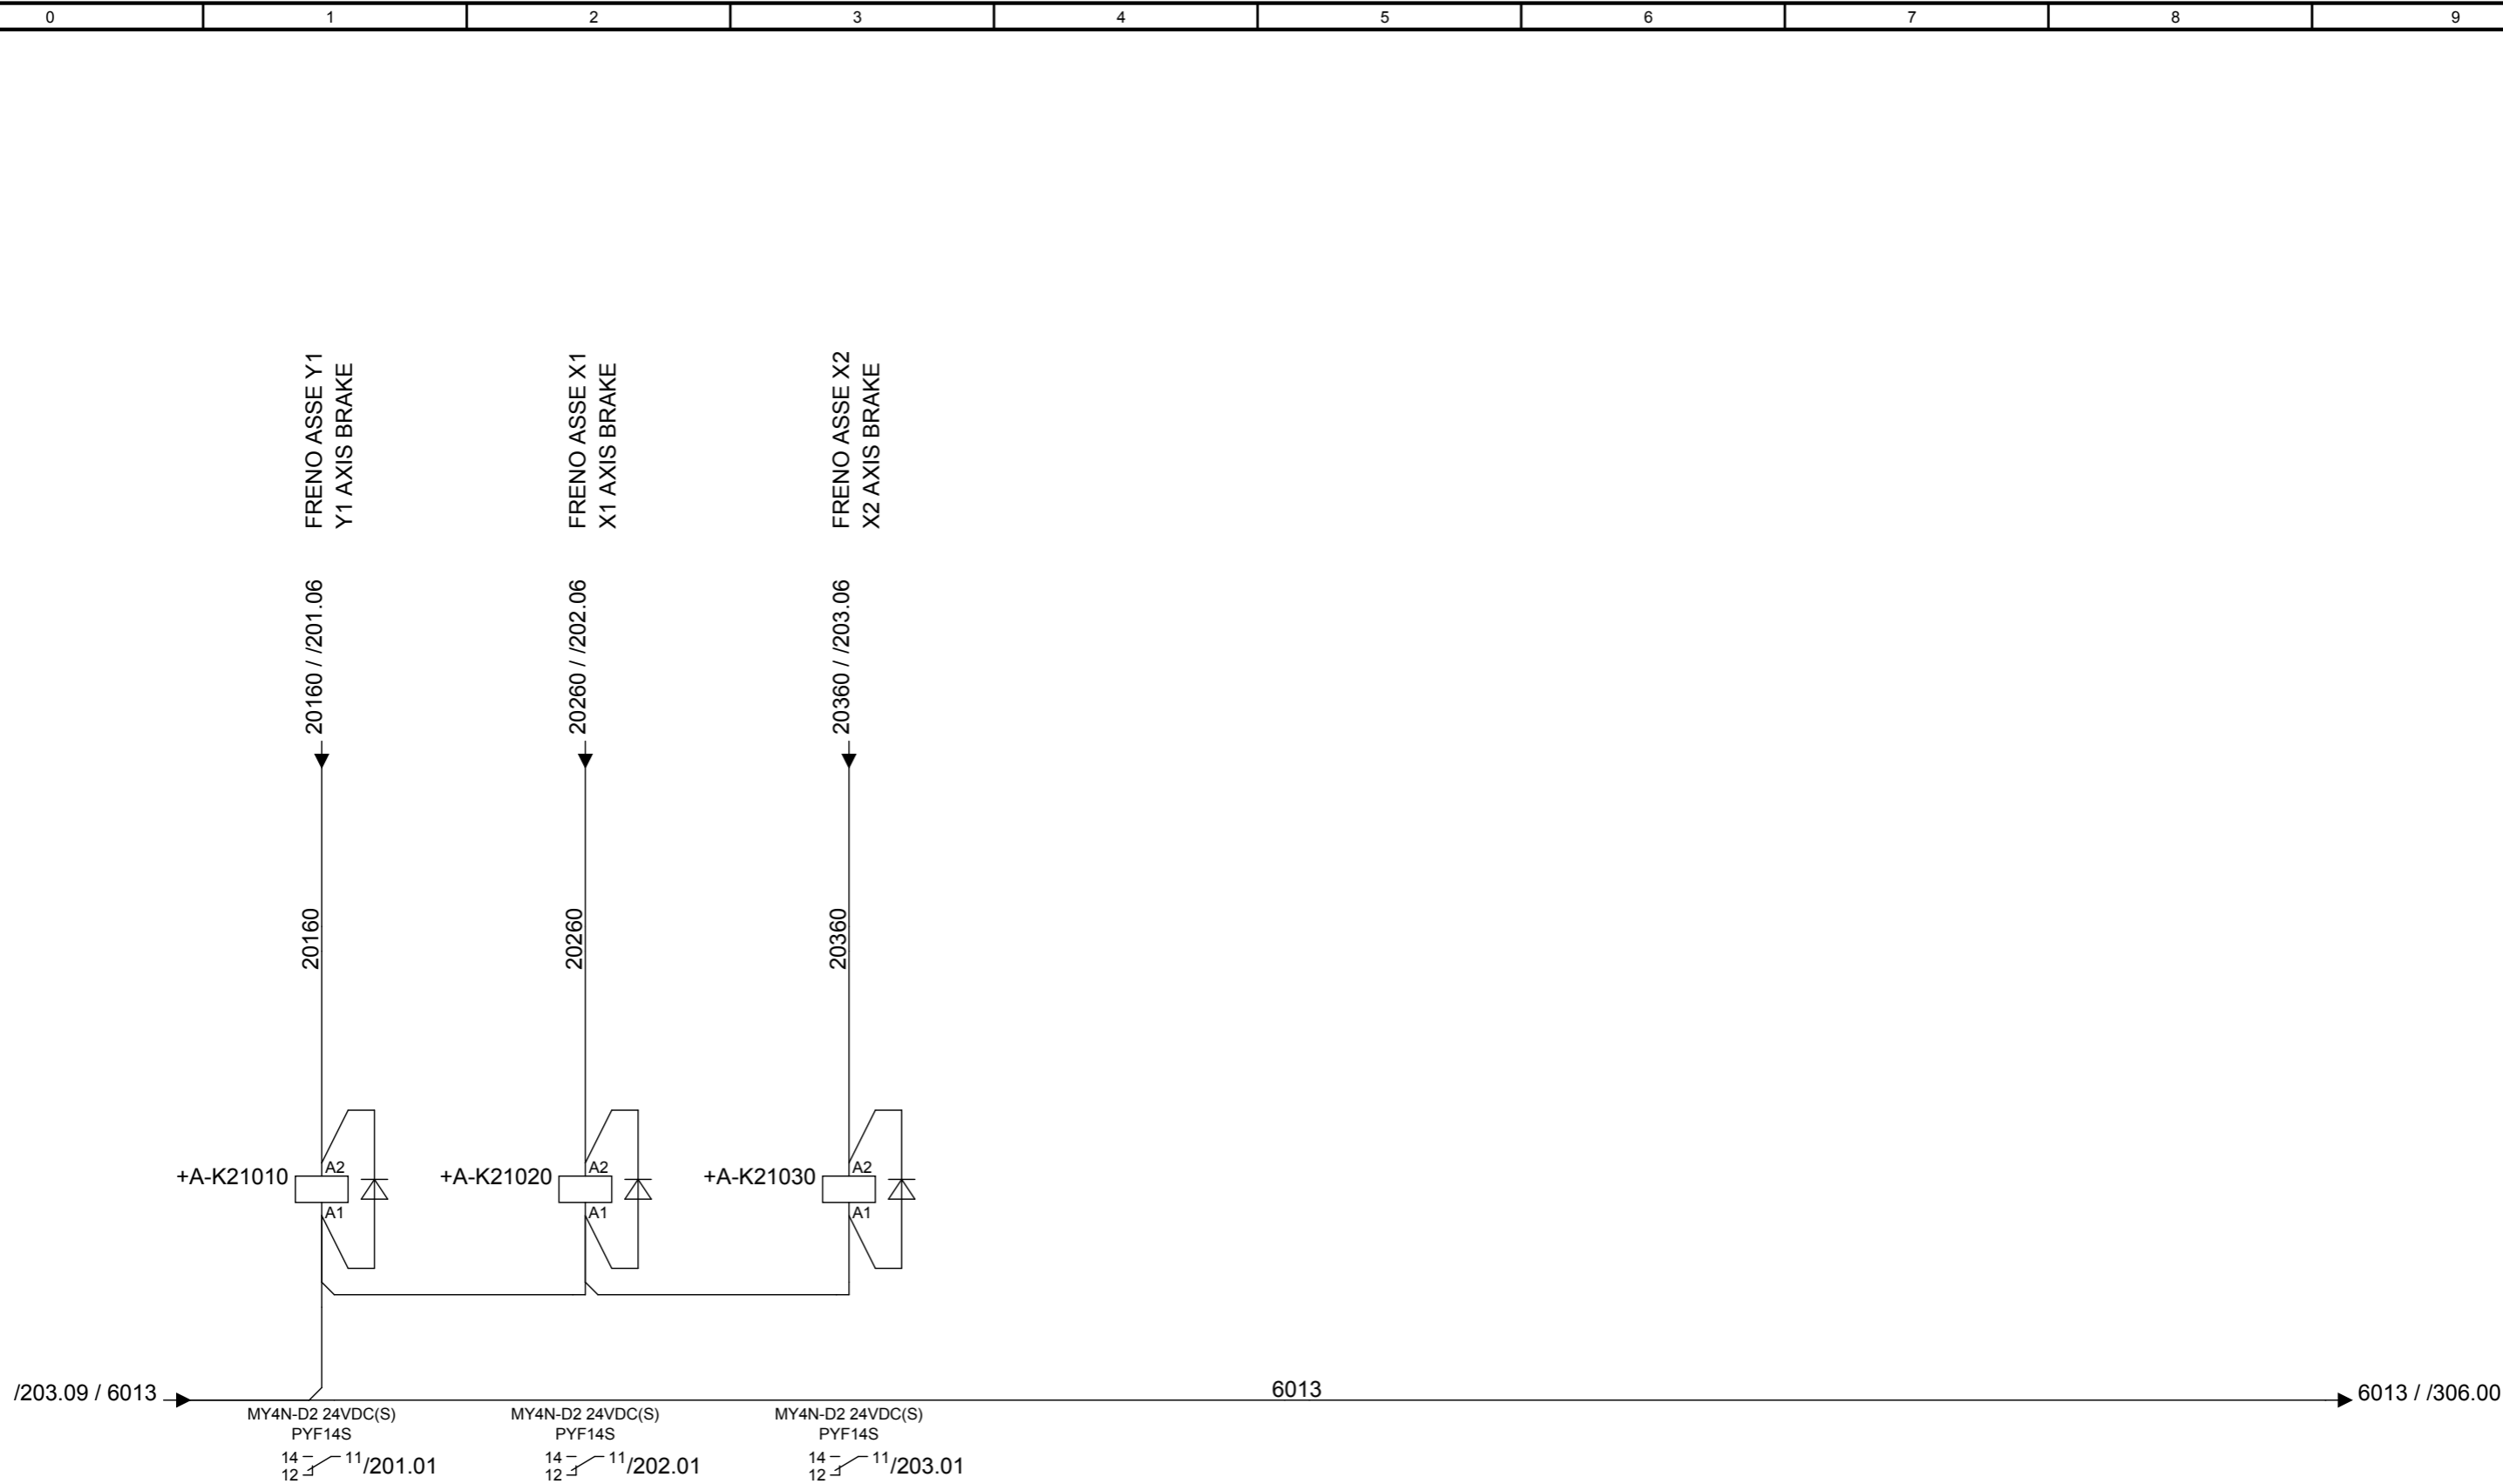 0 1 2 3 4 5 6 7 8 9
FRENO ASSE Y1
Y1 AXIS BRAKE
FRENO ASSE X1
X1 AXIS BRAKE
FRENO ASSE X2
X2 AXIS BRAKE
20160 / /201.06
20260 / /202.06
20360 / /203.06
20160
20260
20360
+A-K21010
A2
A1
+A-K21020
A2
A1
+A-K21030
A2
A1
/203.09 / 6013
6013
6013 / /306.00
MY4N-D2 24VDC(S)
PYF14S
14 11 /201.01
12
MY4N-D2 24VDC(S)
PYF14S
14 11 /202.01
12
MY4N-D2 24VDC(S)
PYF14S
14 11 /203.01
12